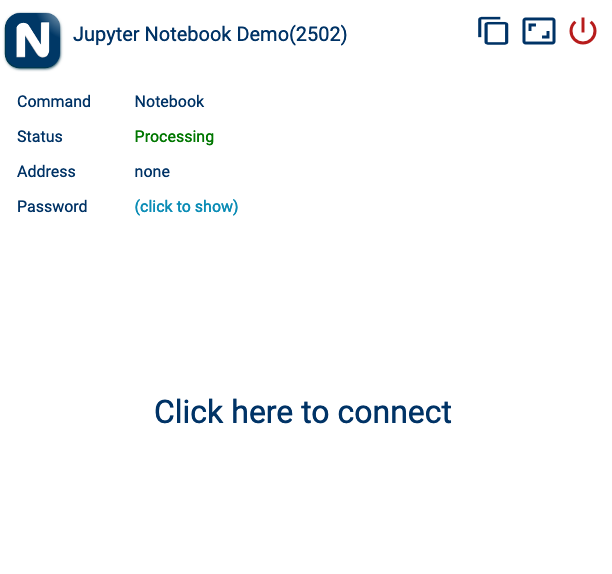 N Jupyter Notebook Demo(2502)
Command Notebook
Status Processing
Address none
Password (click to show)
Click here to connect